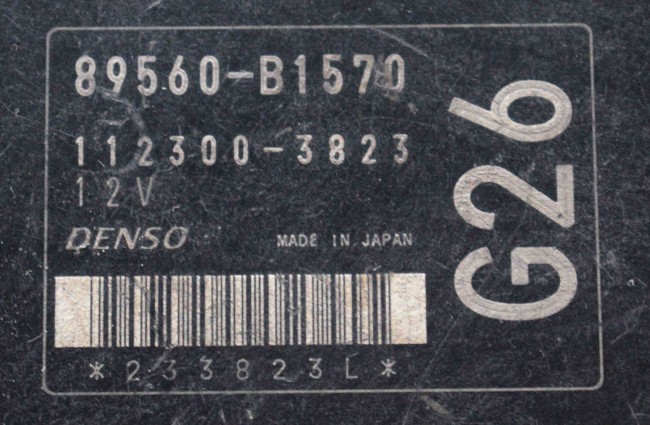 89560-B1570
112300-3823
12V
DENSO MADE IN JAPAN
*233823L*
G26